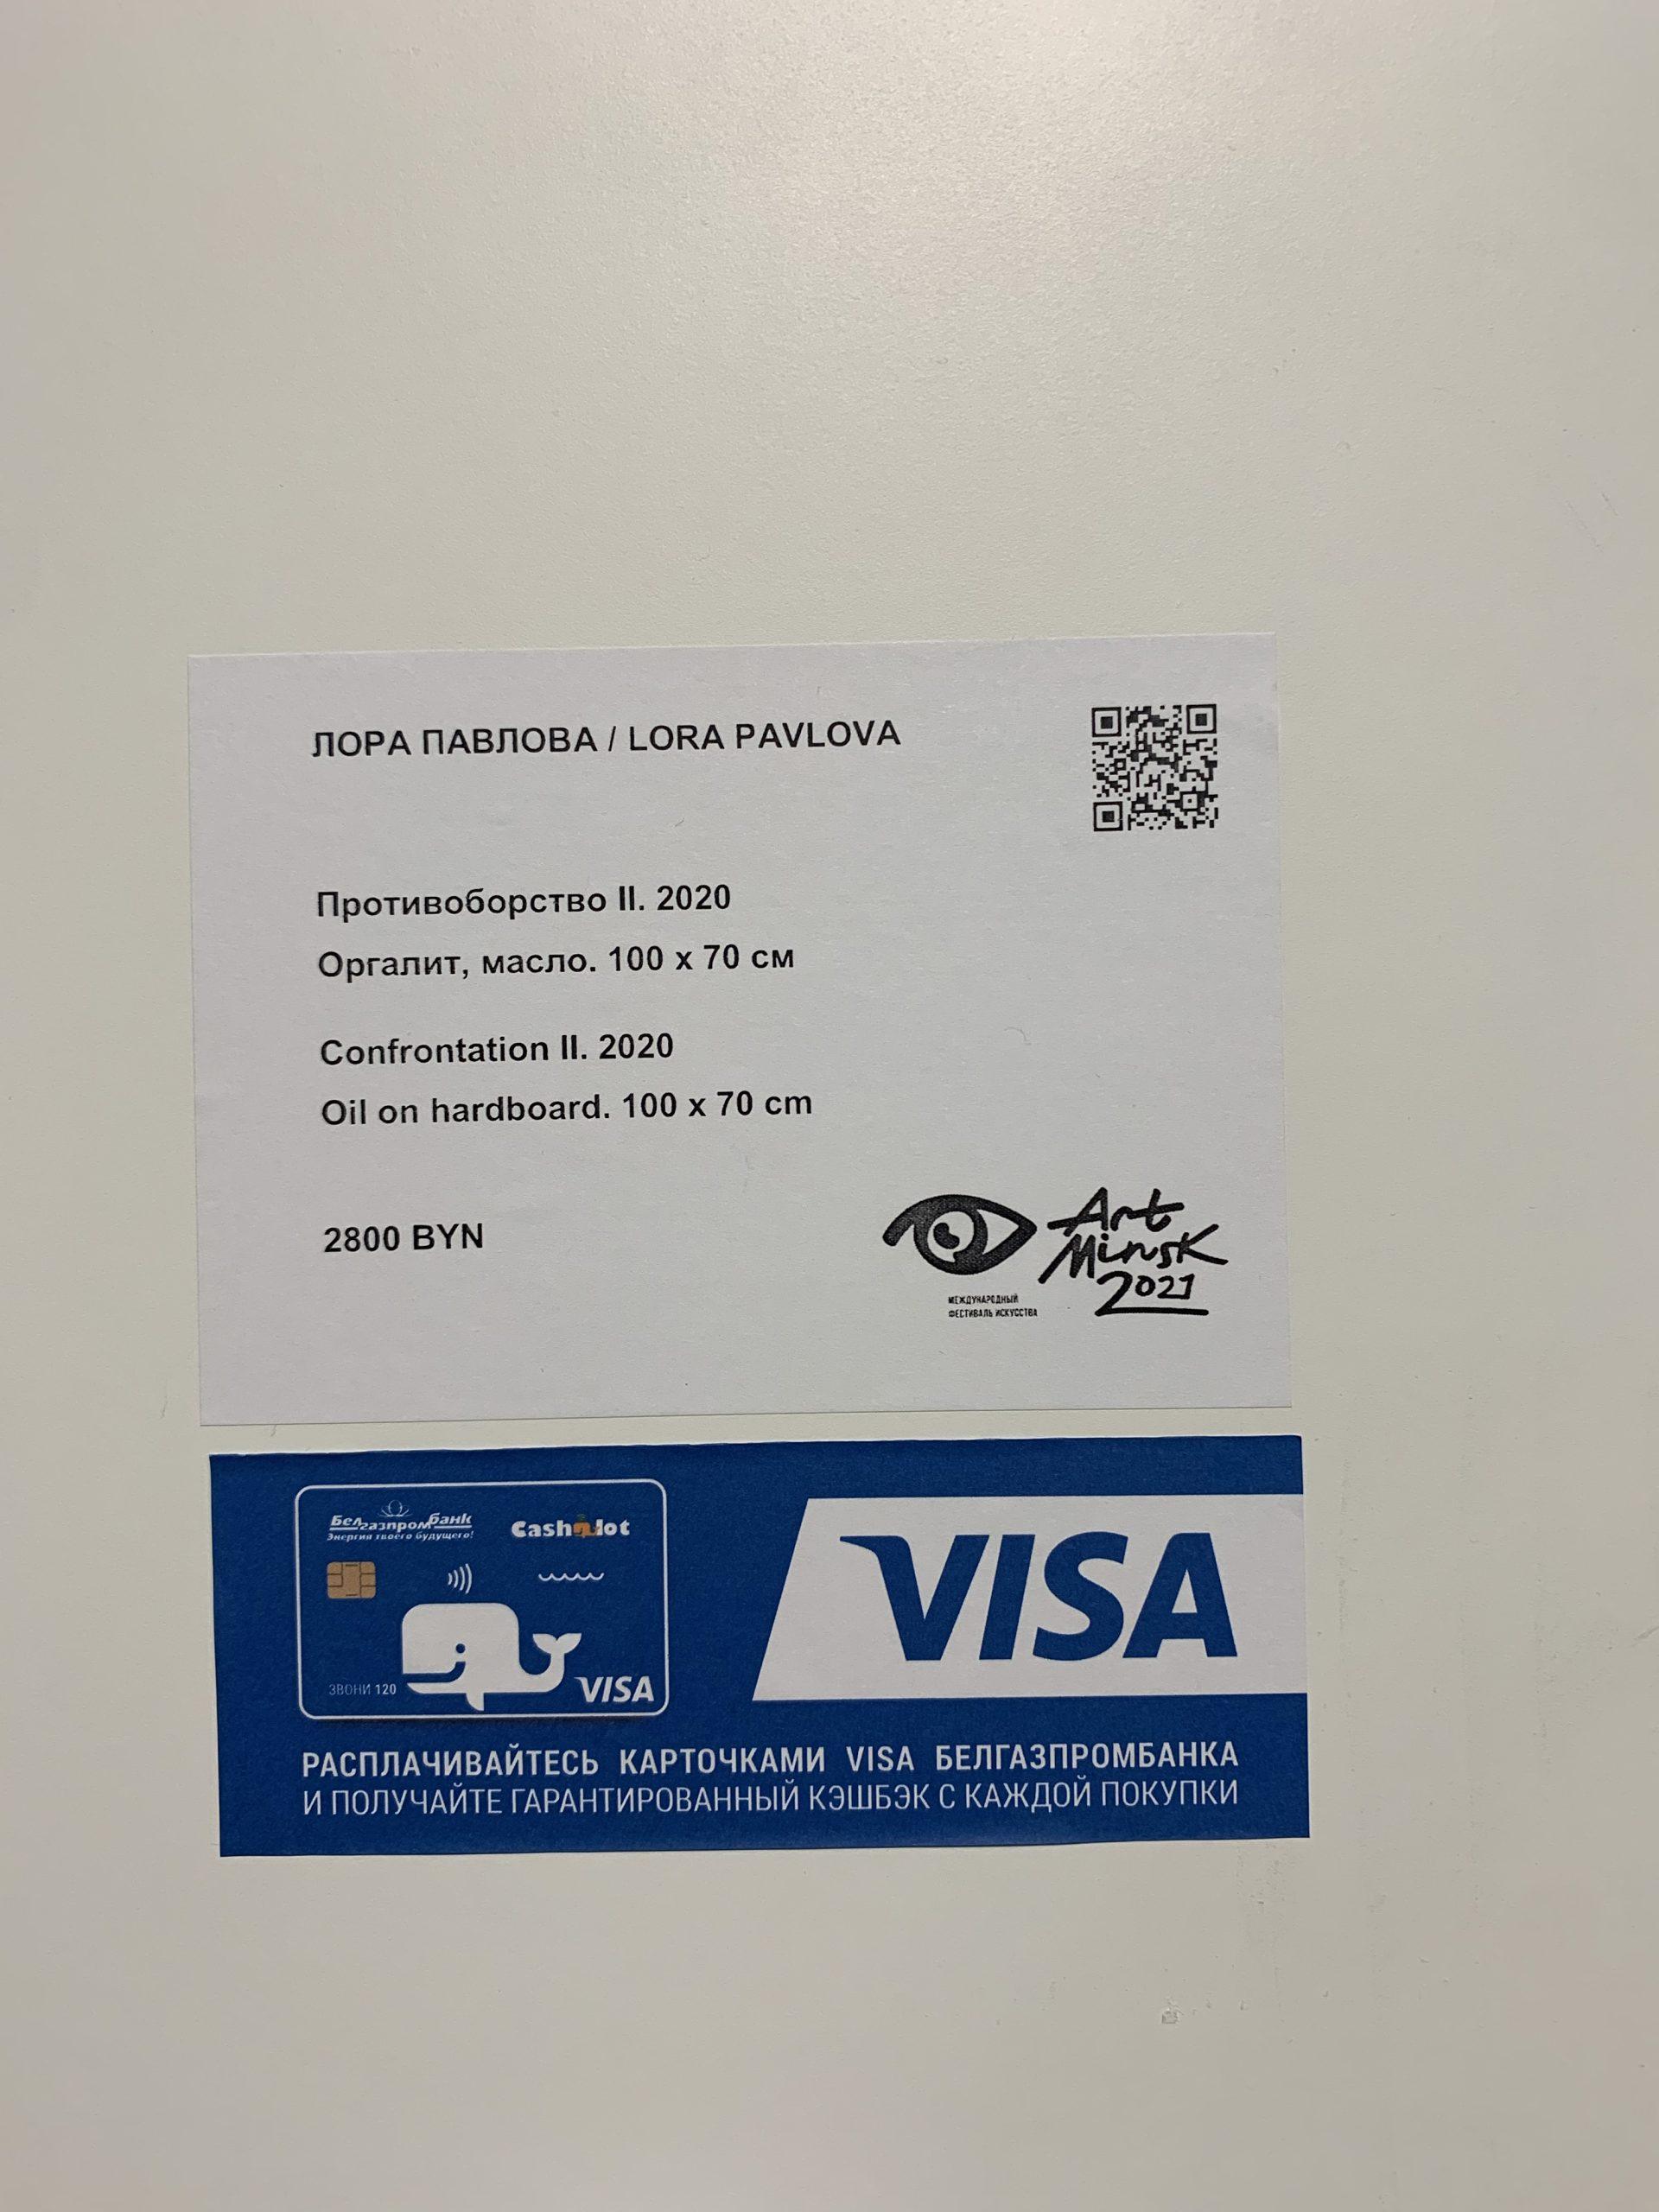 ЛОРА ПАВЛОВА / LORA PAVLOVA
Противоборство II. 2020
Оргалит, масло. 100 х 70 см
Confrontation II. 2020
Oil on hardboard. 100 x 70 cm
2800 BYN
Art
Minsk
2021
МЕЖДУНАРОДНЫЙ
ФЕСТИВАЛЬ ИСКУССТВА
Белгазпромбанк
Энергия твоего будущего!
Cashalot
ЗВОНИ 120
VISA
VISA
РАСПЛАЧИВАЙТЕСЬ КАРТОЧКАМИ VISA БЕЛГАЗПРОМБАНКА
И ПОЛУЧАЙТЕ ГАРАНТИРОВАННЫЙ КЭШБЭК С КАЖДОЙ ПОКУПКИ